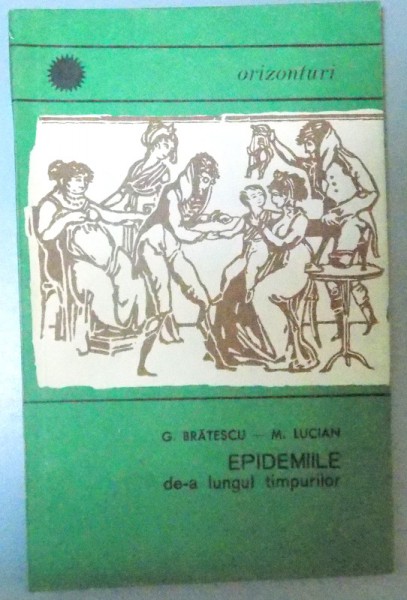 orizonturi
G. BRĂTESCU – M. LUCIAN
EPIDEMIILE
de-a lungul timpurilor